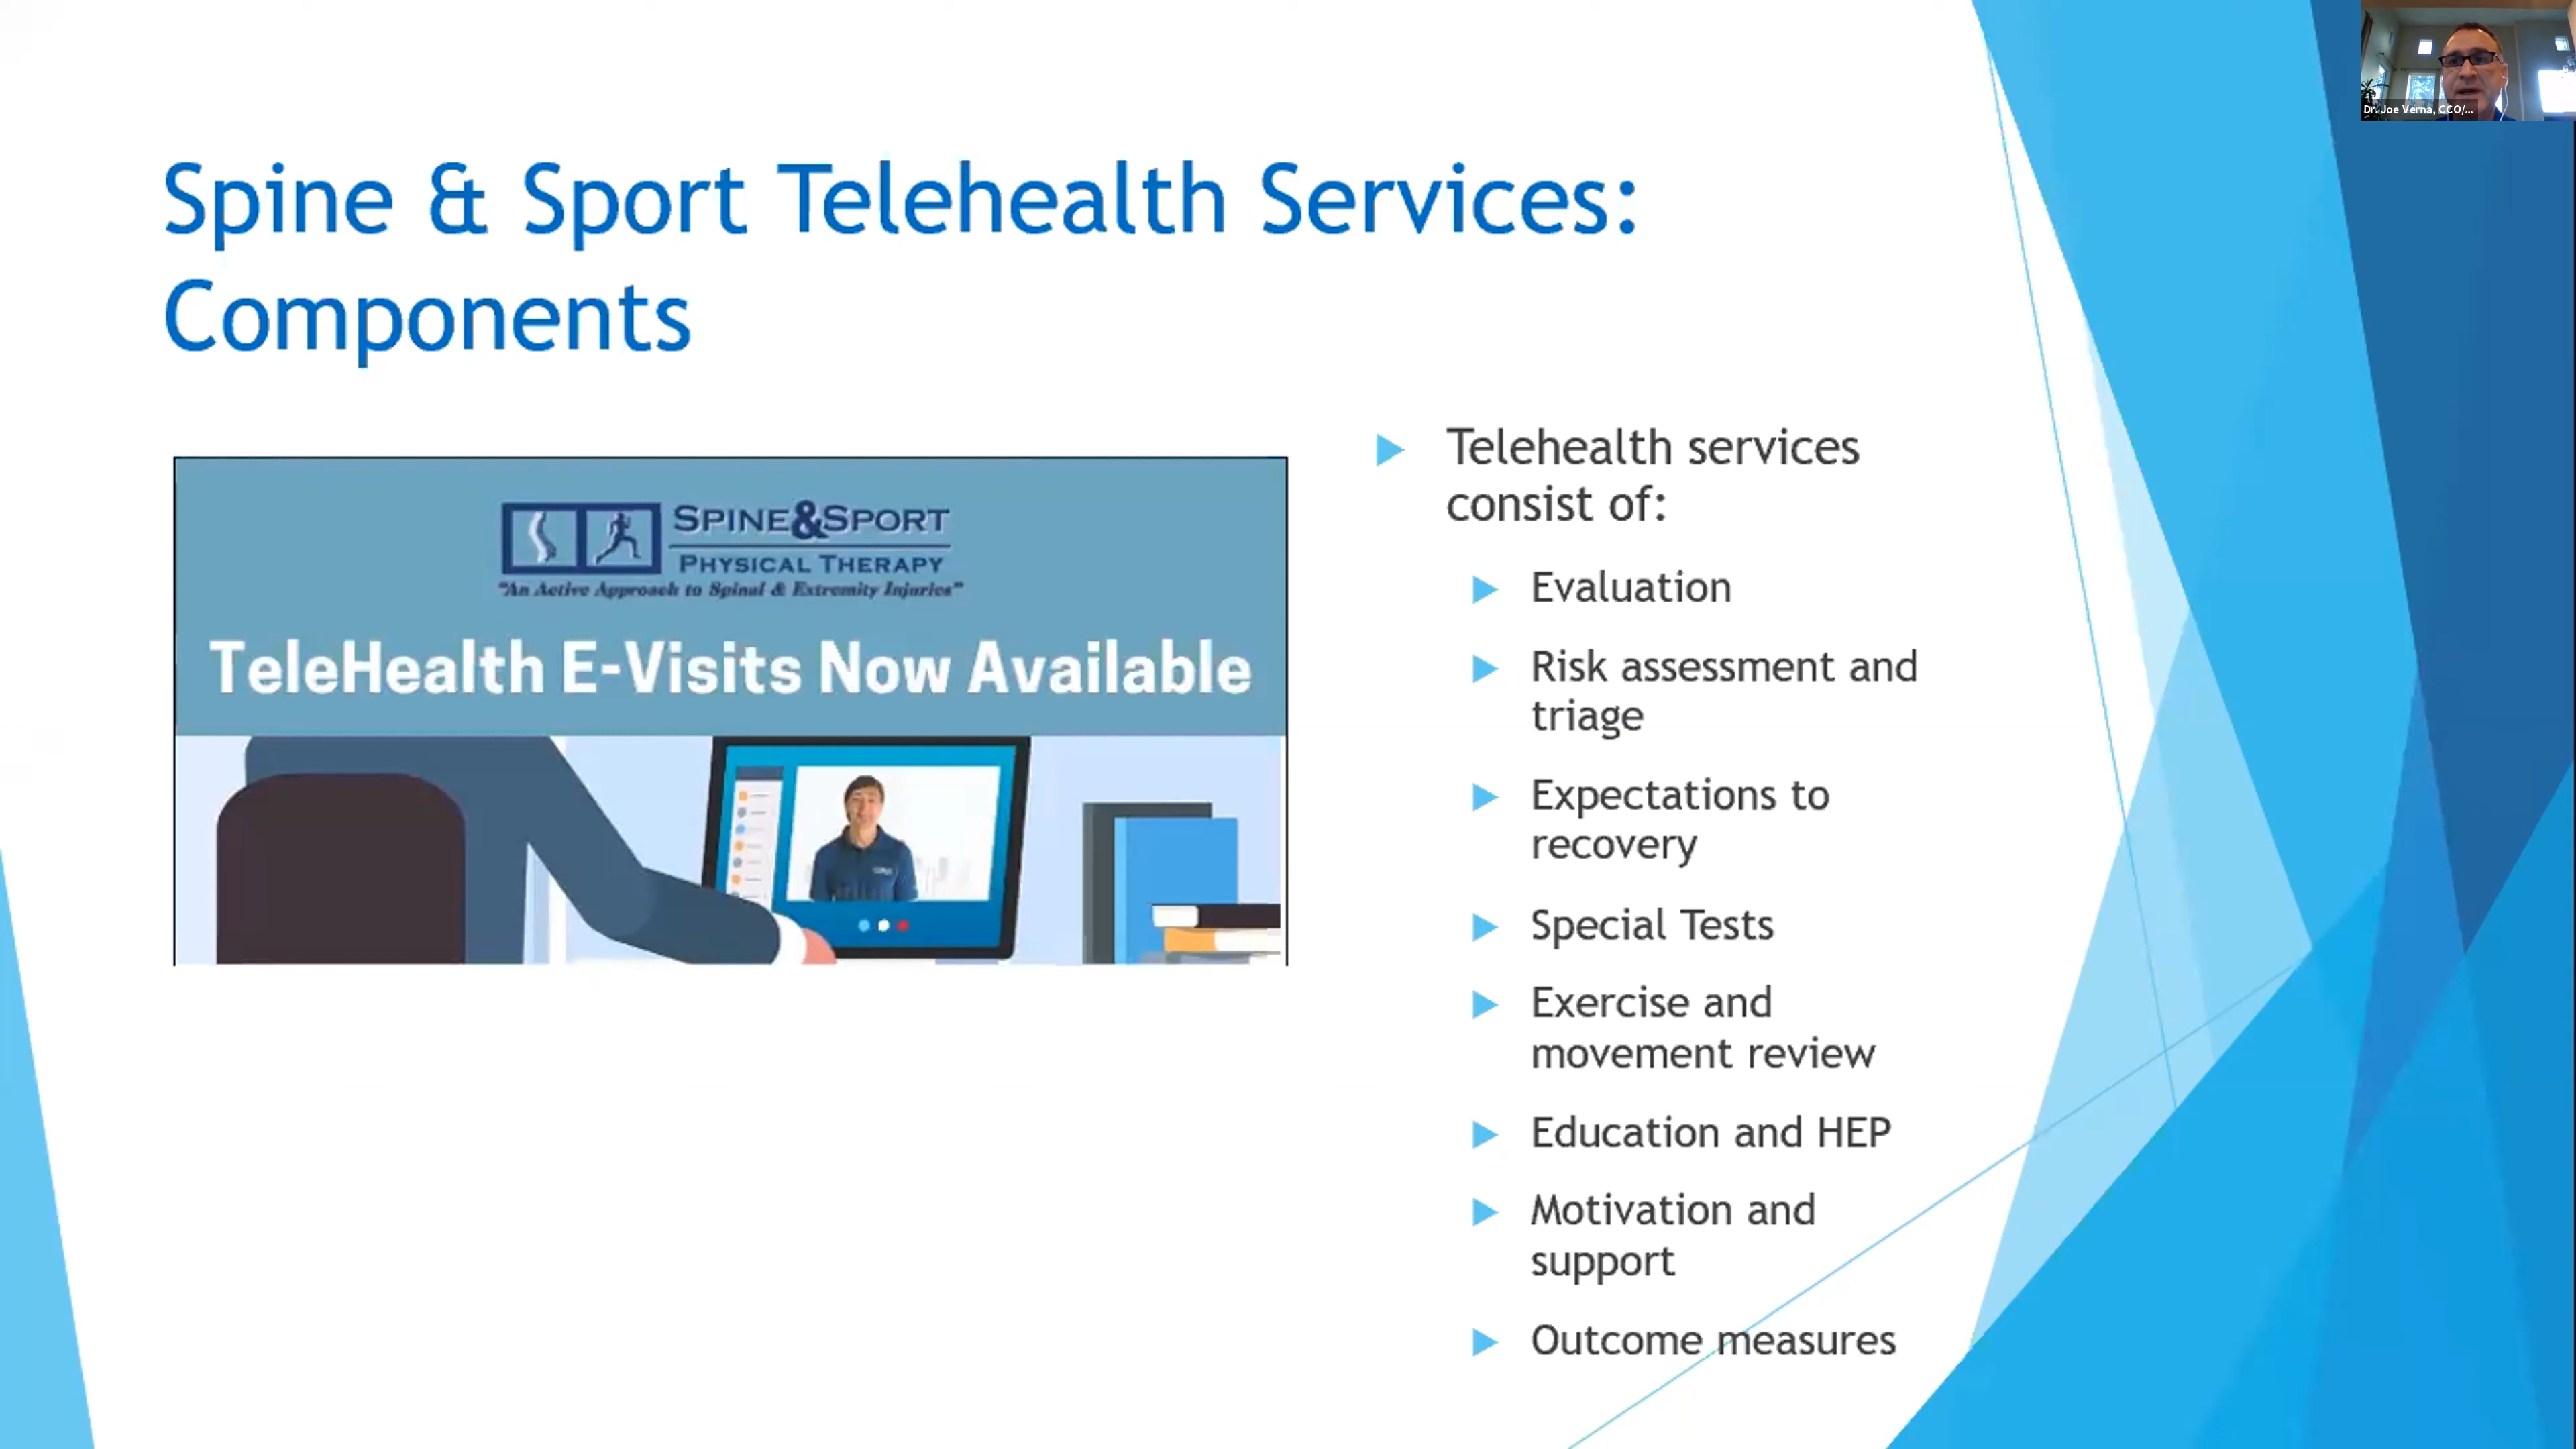 Dr. Joe Verna, CCO/...
Spine & Sport Telehealth Services:
Components
SPINE&SPORT
PHYSICAL THERAPY
"An Active Approach to Spinal & Extremity Injuries"
TeleHealth E-Visits Now Available
Telehealth services
consist of:
Evaluation
Risk assessment and
triage
Expectations to
recovery
Special Tests
Exercise and
movement review
Education and HEP
Motivation and
support
Outcome measures